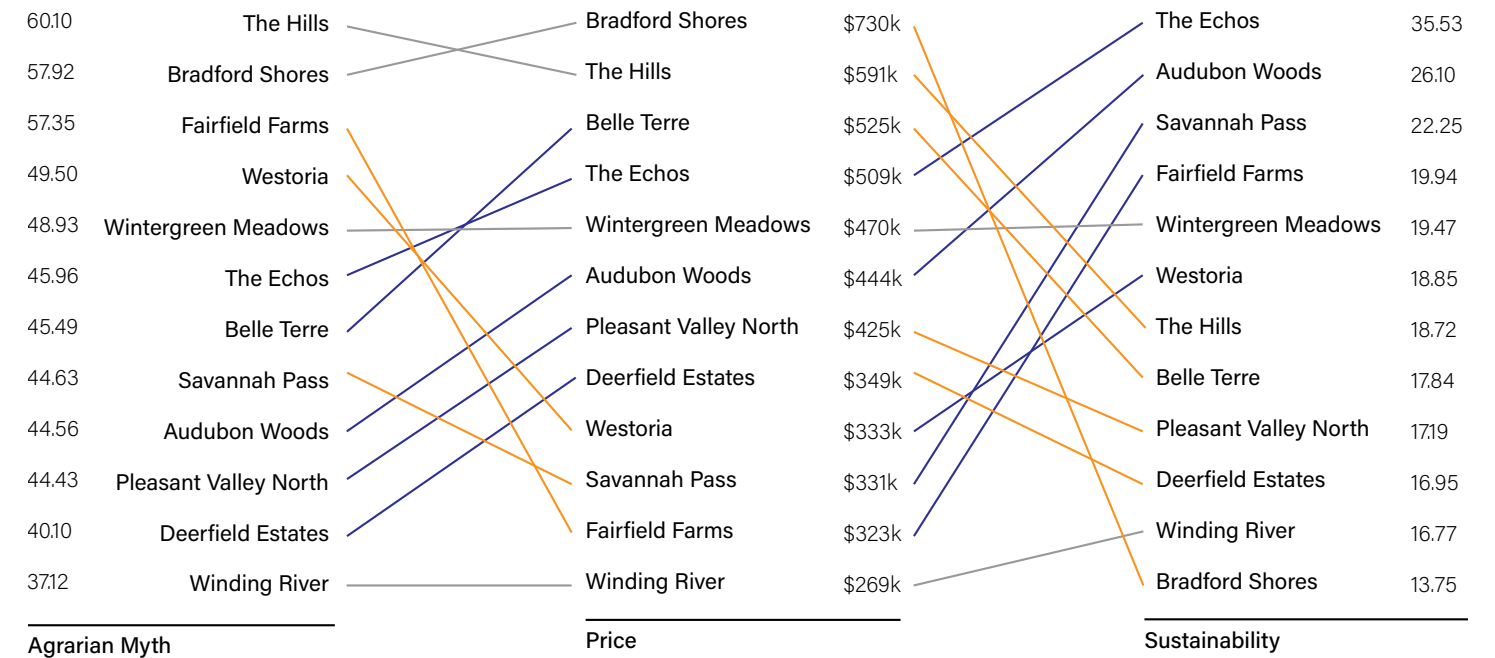 60.10 The Hills Bradford Shores $730k The Echos 35.53
57.92 Bradford Shores The Hills $591k Audubon Woods 26.10
57.35 Fairfield Farms Belle Terre $525k Savannah Pass 22.25
49.50 Westoria The Echos $509k Fairfield Farms 19.94
48.93 Wintergreen Meadows Wintergreen Meadows $470k Wintergreen Meadows 19.47
45.96 The Echos Audubon Woods $444k Westoria 18.85
45.49 Belle Terre Pleasant Valley North $425k The Hills 18.72
44.63 Savannah Pass Deerfield Estates $349k Belle Terre 17.84
44.56 Audubon Woods Westoria $333k Pleasant Valley North 17.19
44.43 Pleasant Valley North Savannah Pass $331k Deerfield Estates 16.95
40.10 Deerfield Estates Fairfield Farms $323k Winding River 16.77
37.12 Winding River Winding River $269k Bradford Shores 13.75
Agrarian Myth Price Sustainability